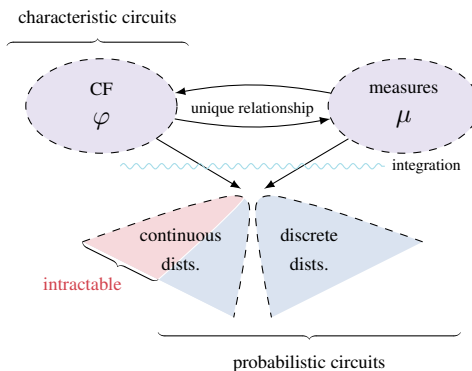 characteristic circuits
CF
φ
measures
μ
unique relationship
integration
continuous
dists.
discrete
dists.
intractable
probabilistic circuits